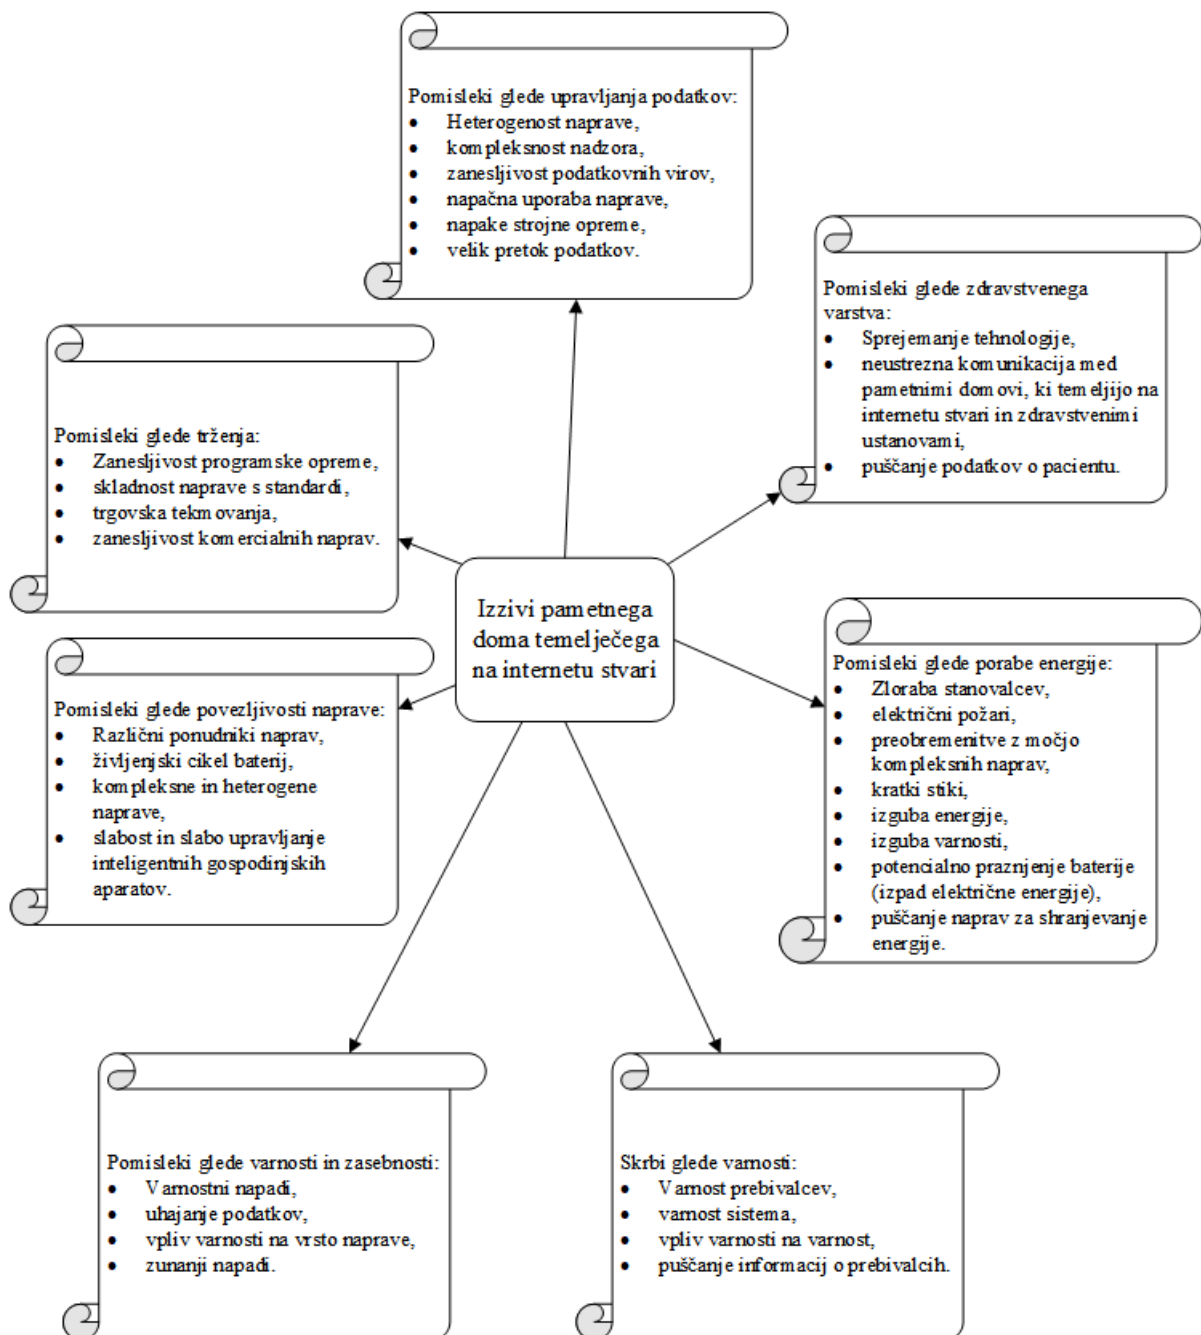 Pomisleki glede upravljanja podatkov:
• Heterogenost naprave,
• kompleksnost nadzora,
• zanesljivost podatkovnih virov,
• napačna uporaba naprave,
• napake strojne opreme,
• velik pretok podatkov.
Pomisleki glede zdravstvenega
varstva:
• Sprejemanje tehnologije,
• neustrezna komunikacija med
pametnimi domovi, ki temeljijo na
internetu stvari in zdravstvenimi
ustanovami,
• puščanje podatkov o pacientu.
Pomisleki glede trženja:
• Zanesljivost programske opreme,
• skladnost naprave s standardi,
• trgovska tekmovanja,
• zanesljivost komercialnih naprav.
Izzivi pametnega
doma temelječega
na internetu stvari
Pomisleki glede povezljivosti naprave:
• Različni ponudniki naprav,
• življenjski cikel baterij,
• kompleksne in heterogene
naprave,
• slabost in slabo upravljanje
inteligentnih gospodinjskih
aparatov.
Pomisleki glede porabe energije:
• Zloraba stanovalcev,
• električni požari,
• preobremenitve z močjo
kompleksnih naprav,
• kratki stiki,
• izguba energije,
• izguba varnosti,
• potencialno praznjenje baterije
(izpad električne energije),
• puščanje naprav za shranjevanje
energije.
Pomisleki glede varnosti in zasebnosti:
• Varnostni napadi,
• uhajanje podatkov,
• vpliv varnosti na vrsto naprave,
• zunanji napadi.
Skrbi glede varnosti:
• Varnost prebivalcev,
• varnost sistema,
• vpliv varnosti na varnost,
• puščanje informacij o prebivalcih.